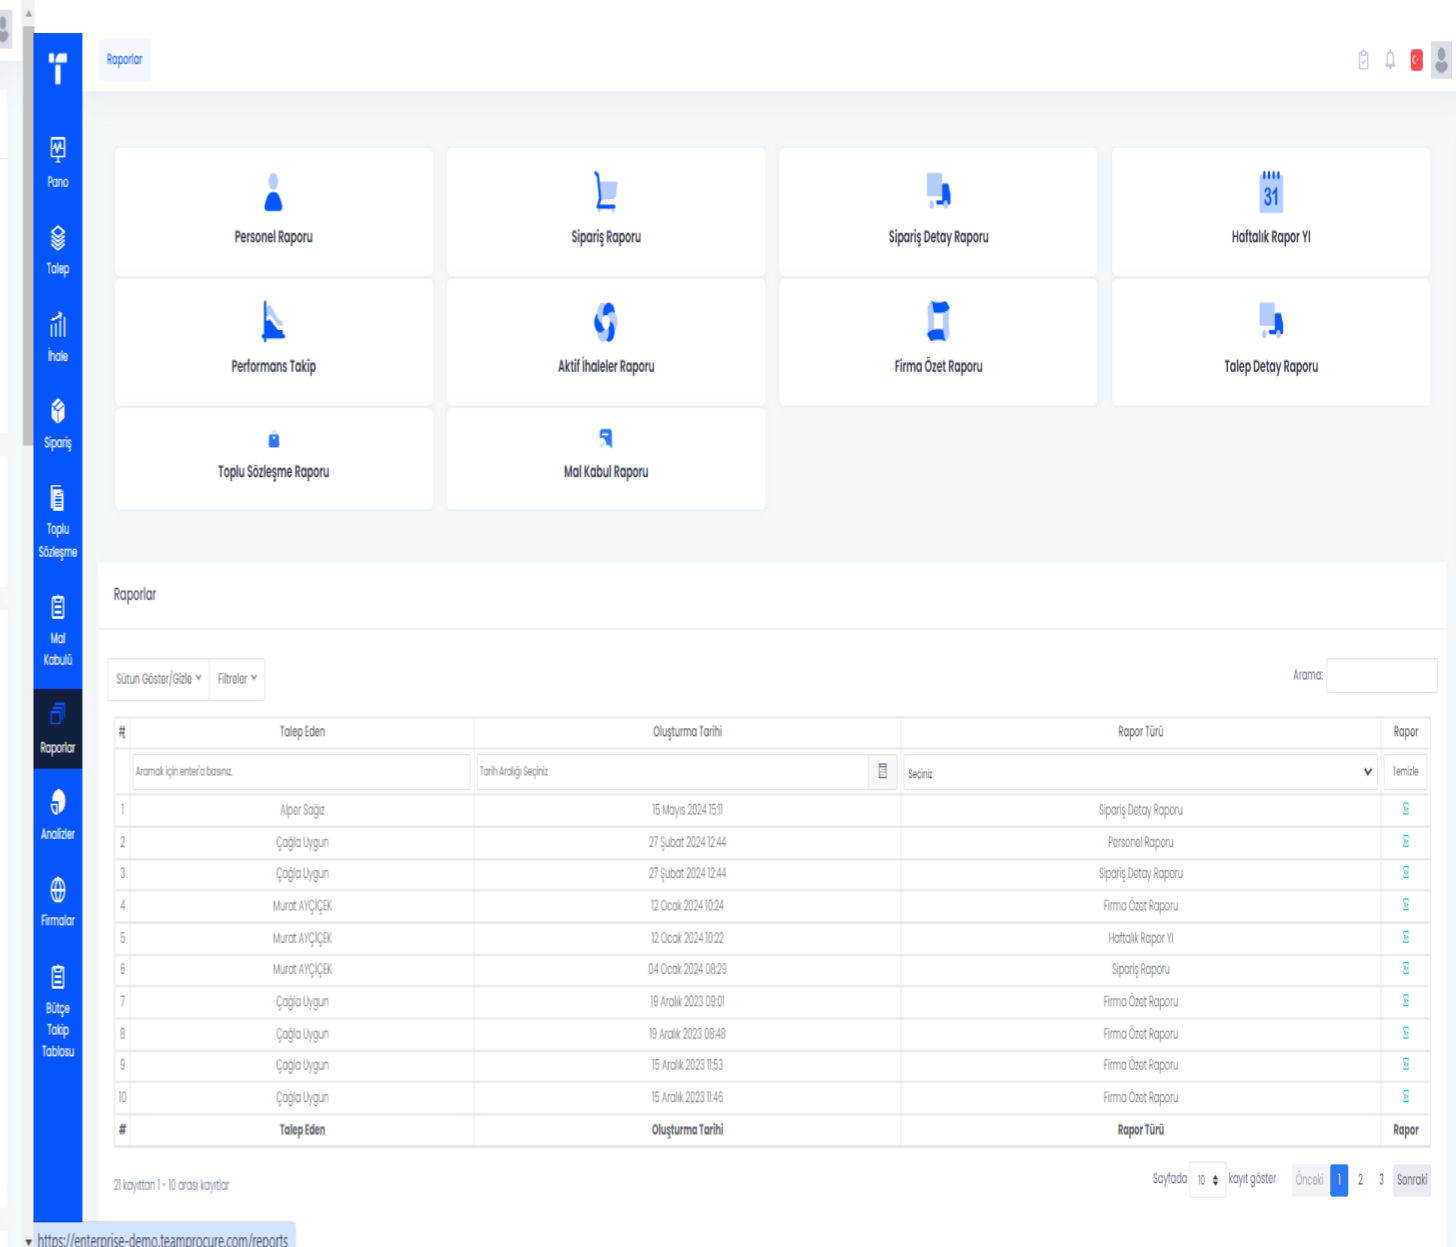 Raporlar
Pano
Talep
İhale
Sipariş
Toplu
Sözleşme
Mal
Kabulü
Raporlar
Analizler
Firmalar
Bütçe
Takip
Tablosu
Personel Raporu
Sipariş Raporu
Sipariş Detay Raporu
31
Haftalık Rapor YI
Performans Takip
Aktif İhaleler Raporu
Firma Özet Raporu
Talep Detay Raporu
Toplu Sözleşme Raporu
Mal Kabul Raporu
Raporlar
Sütun Göster/Gizle Filtreler
Arama:
# Talep Eden Oluşturma Tarihi Rapor Türü Rapor
Aramak için enter'a basınız. Tarih Aralığı Seçiniz Seçiniz Temizle
1 Alper Sağız 15 Mayıs 2024 15:11 Sipariş Detay Raporu
2 Çağla Uygun 27 Şubat 2024 12:44 Personel Raporu
3 Çağla Uygun 27 Şubat 2024 12:44 Sipariş Detay Raporu
4 Murat AYÇİÇEK 12 Ocak 2024 10:24 Firma Özet Raporu
5 Murat AYÇİÇEK 12 Ocak 2024 10:22 Haftalık Rapor YI
6 Murat AYÇİÇEK 04 Ocak 2024 08:29 Sipariş Raporu
7 Çağla Uygun 19 Aralık 2023 09:01 Firma Özet Raporu
8 Çağla Uygun 19 Aralık 2023 08:48 Firma Özet Raporu
9 Çağla Uygun 15 Aralık 2023 11:53 Firma Özet Raporu
10 Çağla Uygun 15 Aralık 2023 11:46 Firma Özet Raporu
# Talep Eden Oluşturma Tarihi Rapor Türü Rapor
21 kayıttan 1 - 10 arası kayıtlar
Sayfada 10 kayıt göster Önceki 1 2 3 Sonraki
https://enterprise-demo.teamprocure.com/reports